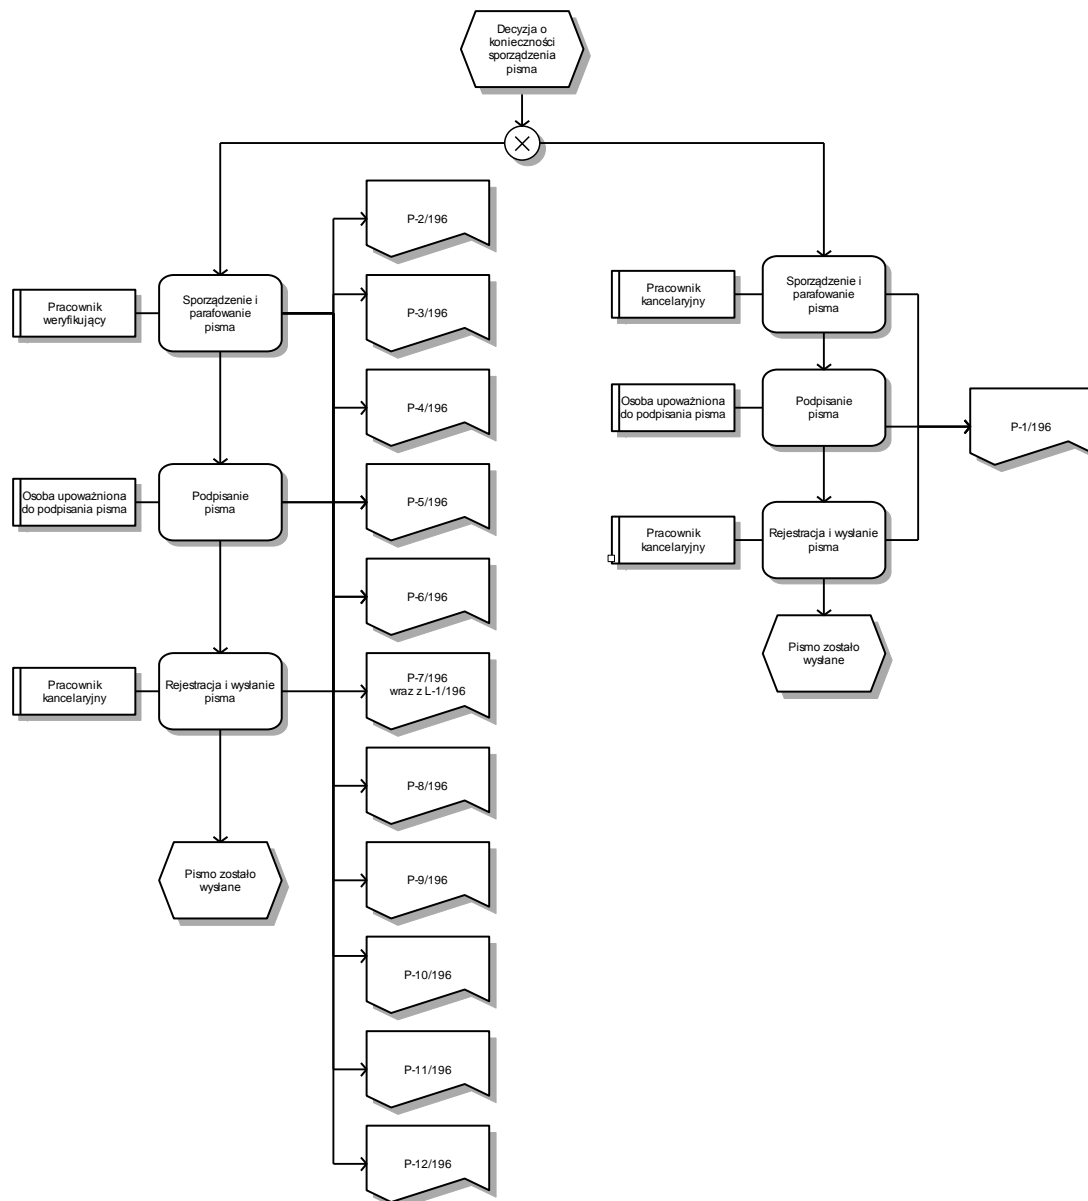 Decyzja o
konieczności
sporządzenia
pisma
P-2/196
Pracownik
weryfikujący
Sporządzenie i
parafowanie
pisma
P-3/196
P-4/196
Osoba upoważniona
do podpisania pisma
Podpisanie
pisma
P-5/196
P-6/196
Pracownik
kancelaryjny
Rejestracja i wysłanie
pisma
P-7/196
wraz z L-1/196
P-8/196
Pismo zostało
wysłane
P-9/196
P-10/196
P-11/196
P-12/196
Pracownik
kancelaryjny
Sporządzenie i
parafowanie
pisma
Osoba upoważniona
do podpisania pisma
Podpisanie
pisma
P-1/196
Pracownik
kancelaryjny
Rejestracja i wysłanie
pisma
Pismo zostało
wysłane